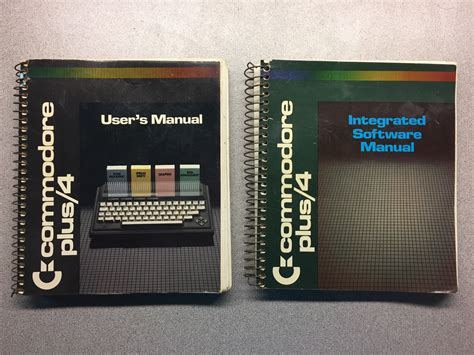 commodore
plus/4
User's Manual
commodore
plus/4
Integrated
Software
Manual